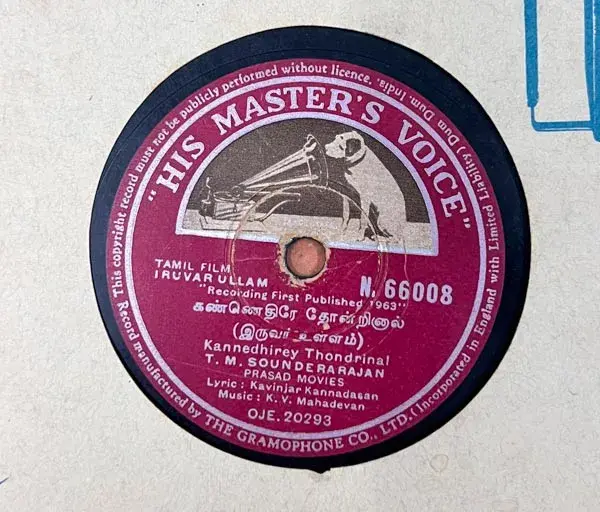 This copyright record must not be publicly performed without licence.
Record manufactured by THE GRAMOPHONE CO., LTD. (Incorporated in England with Limited Liability) Dum Dum, India.
"HIS MASTER'S VOICE"
TAMIL FILM
IRUVAR ULLAM
N. 66008
"Recording First Published 1963"
கண்ணெதிரே தோன்றினால்
(இருவர் உள்ளம்)
Kannedhirey Thondrinal
T. M. SOUNDERARAJAN
PRASAD MOVIES
Lyric : Kavinjar Kannadasan
Music : K. V. Mahadevan
OJE. 20293